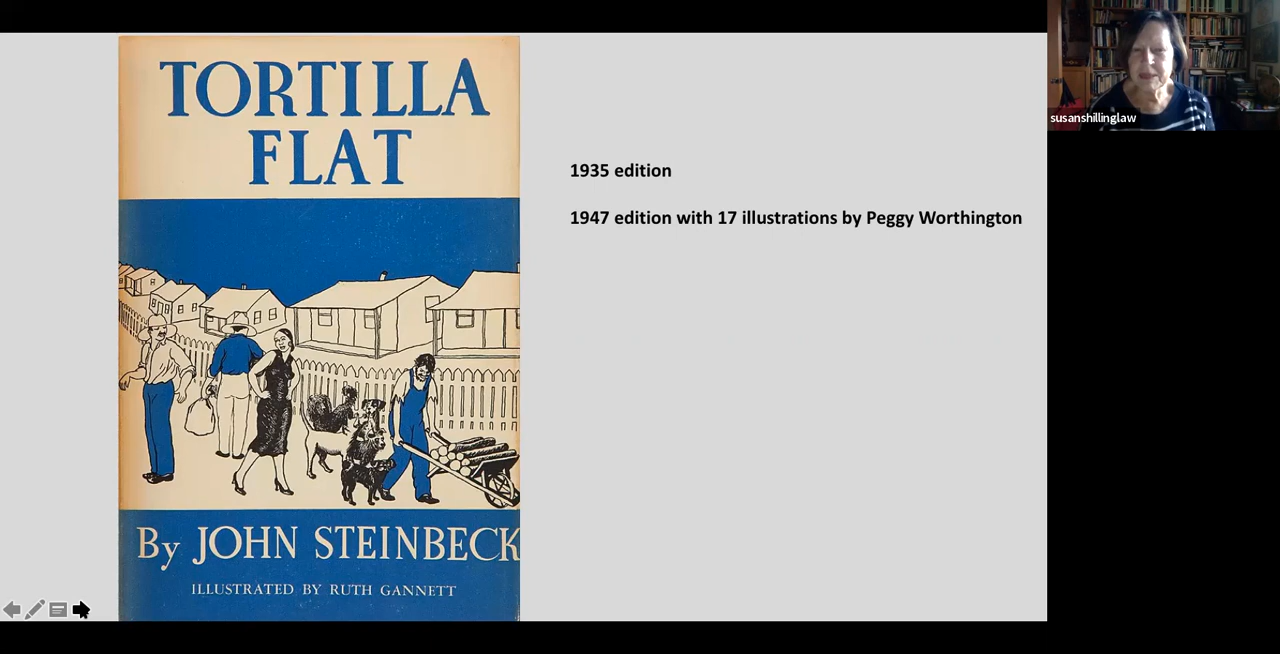 TORTILLA
FLAT
By JOHN STEINBECK
ILLUSTRATED BY RUTH GANNETT
1935 edition
1947 edition with 17 illustrations by Peggy Worthington
susanshillinglaw